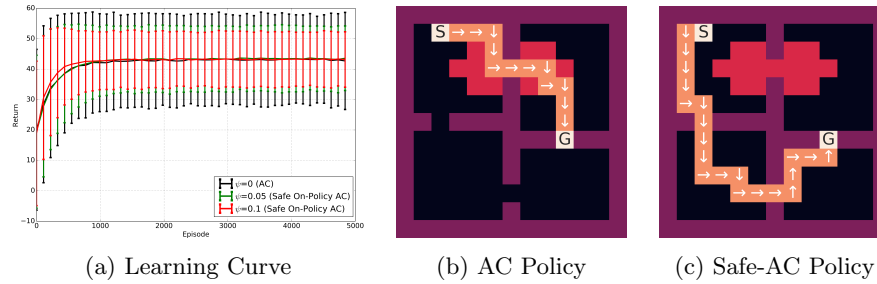 60
50
40
30
20
10
0
−10
0
1000
2000
3000
4000
5000
Return
Episode
ψ=0 (AC)
ψ=0.05 (Safe On-Policy AC)
ψ=0.1 (Safe On-Policy AC)
S → → ↓
↓
→ → → ↓
→ ↓
↓
↓
G
↓ S
↓
↓
↓
→ ↓
↓
↓
↓ G
→ → ↑
→ → ↓ ↑
→ → ↑
(a) Learning Curve
(b) AC Policy
(c) Safe-AC Policy